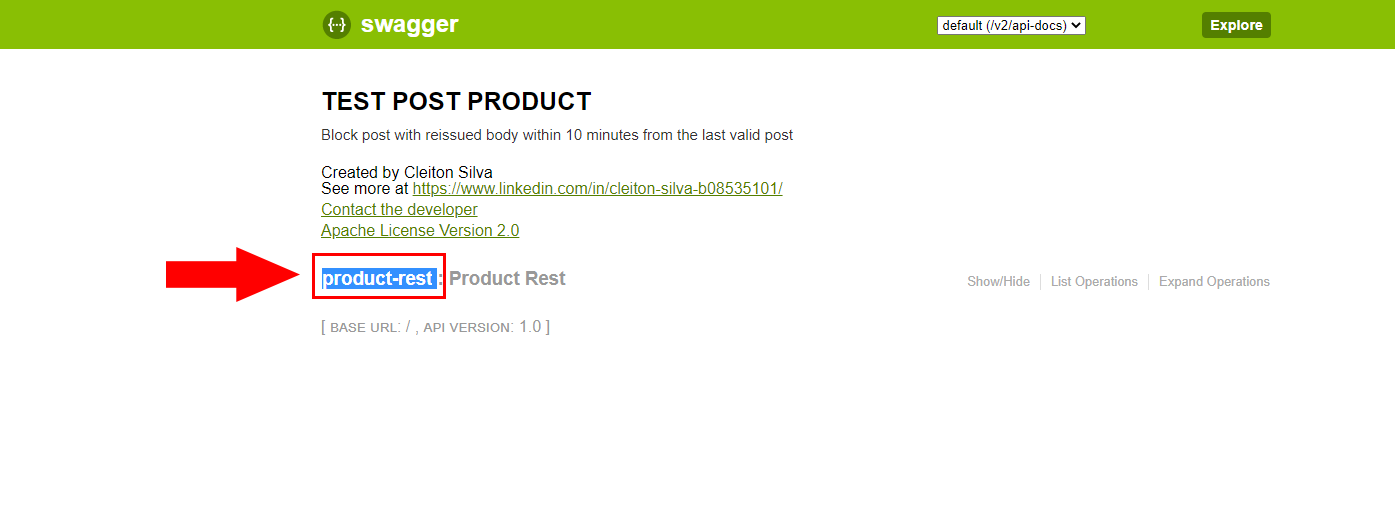 swagger default (/v2/api-docs) Explore
TEST POST PRODUCT
Block post with reissued body within 10 minutes from the last valid post
Created by Cleiton Silva
See more at https://www.linkedin.com/in/cleiton-silva-b08535101/
Contact the developer
Apache License Version 2.0
product-rest : Product Rest Show/Hide List Operations Expand Operations
[ BASE URL: / , API VERSION: 1.0 ]